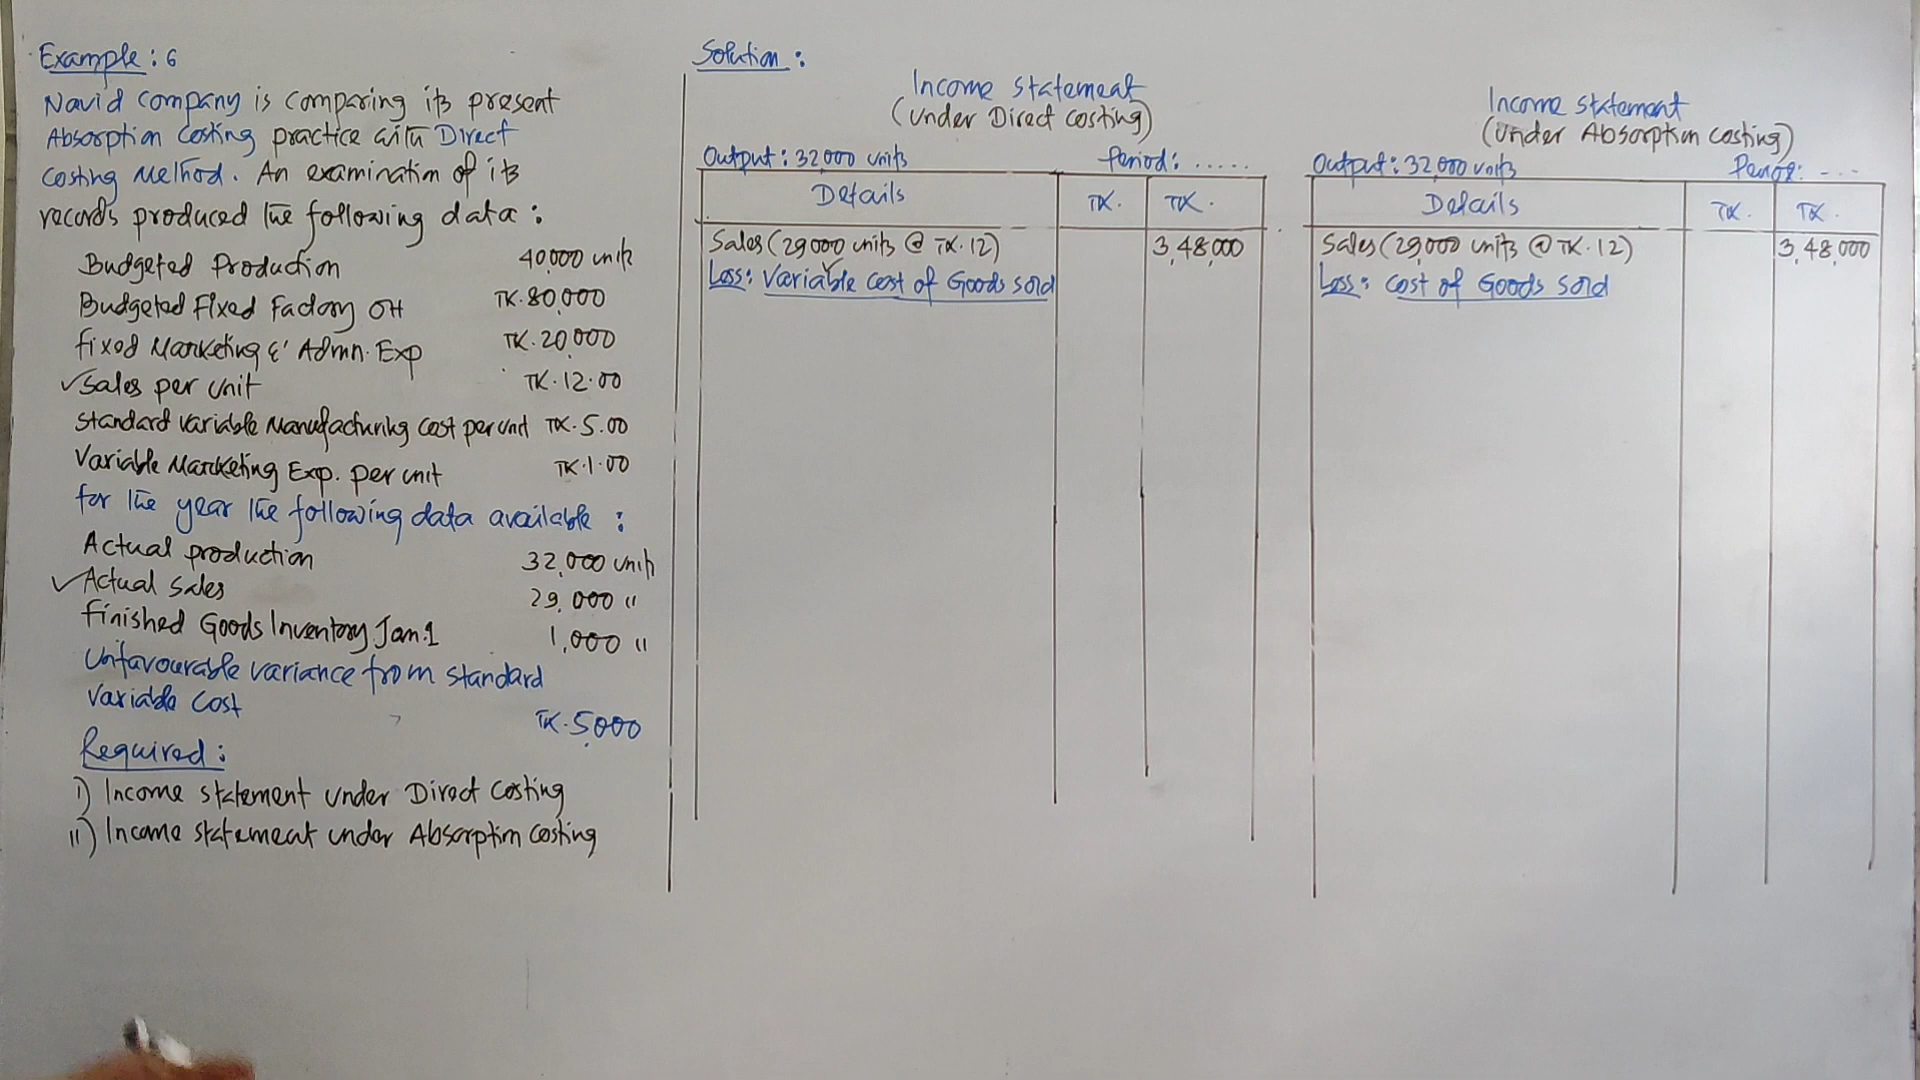 Example: 6
Navid company is comparing its present
Absorption costing practice with Direct
costing Method. An examination of its
records produced the following data:
Budgeted Production 40,000 units
Budgeted Fixed Factory OH TK. 80,000
Fixed Marketing & Admn. Exp TK. 20,000
✓Sales per unit TK. 12.00
Standard Variable Manufacturing cost per unit TK. 5.00
Variable Marketing Exp. per unit TK. 1.00
for the year the following data available:
Actual production 32,000 units
✓Actual sales 29,000 "
Finished Goods Inventory Jan.1 1,000 "
Unfavourable variance from standard
Variable Cost TK. 5,000
Required:
i) Income statement under Direct Costing
ii) Income statement under Absorption Costing
Solution:
Income Statement
(Under Direct costing)
Output: 32,000 units Period: .....
Details TK. TK.
Sales (29,000 units @ TK. 12) 3,48,000
Less: Variable cost of Goods sold
Income Statement
(Under Absorption costing)
Output: 32,000 units Period: ...
Details TK. TK.
Sales (29,000 units @ TK. 12) 3,48,000
Less: Cost of Goods Sold